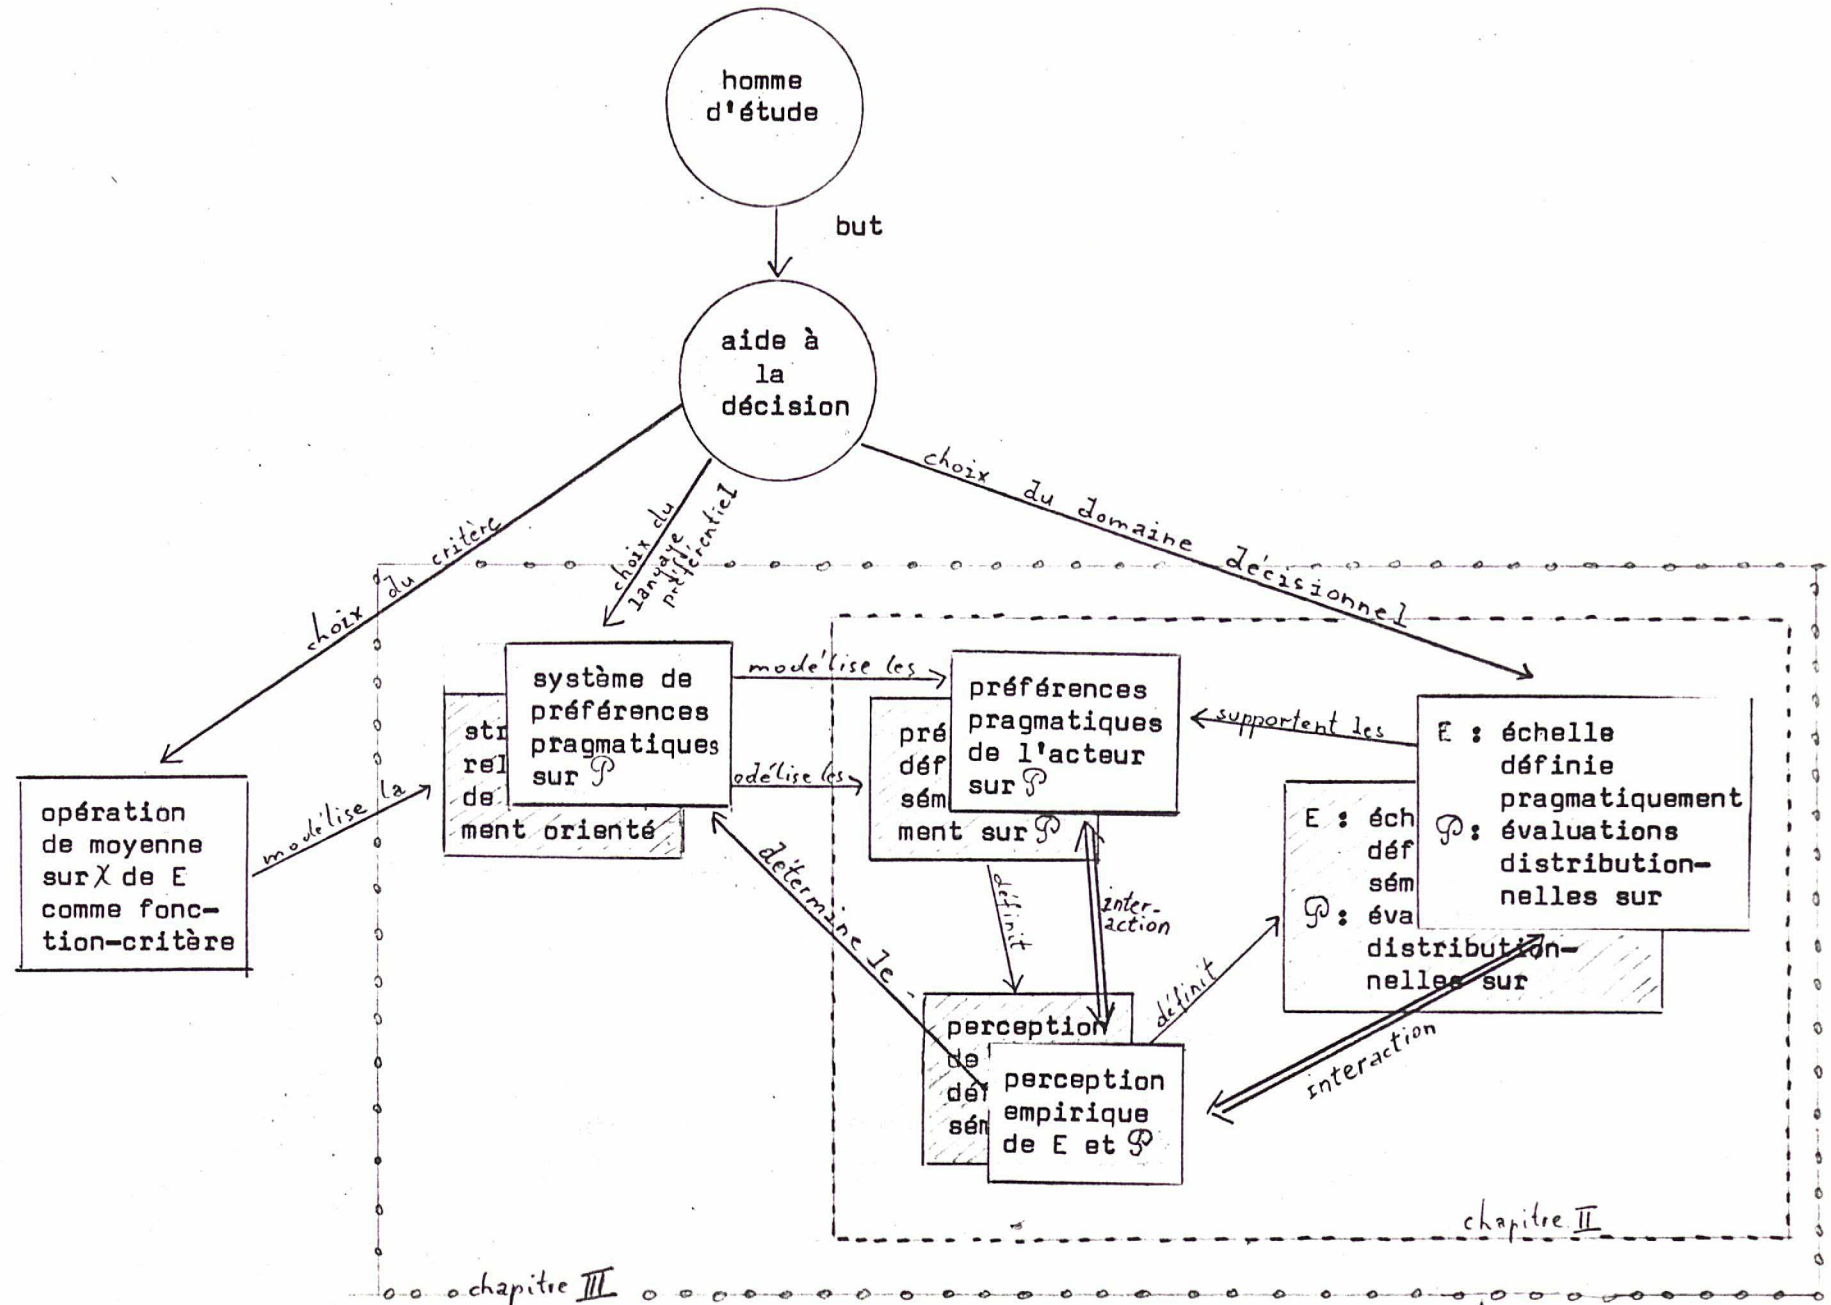 homme
d'étude
but
aide à
la
décision
choix du critère
choix du
langage
préférentiel
choix du domaine décisionnel
système de
préférences
pragmatiques
sur 𝒫
str
rel
de
ment orienté
modélise les
odélise les
préférences
pragmatiques
de l'acteur
sur 𝒫
pré
déf
sém
ment sur 𝒫
supportent les
E : échelle
définie
pragmatiquement
𝒫: évaluations
distribution-
nelles sur
E : éch
déf
sém
𝒫: éva
distribution-
nelles sur
opération
de moyenne
sur X de E
comme fonc-
tion-critère
modélise la
détermine le
définit
inter-
action
définit
interaction
perception
de
déf
sém
perception
empirique
de E et 𝒫
chapitre II
chapitre III